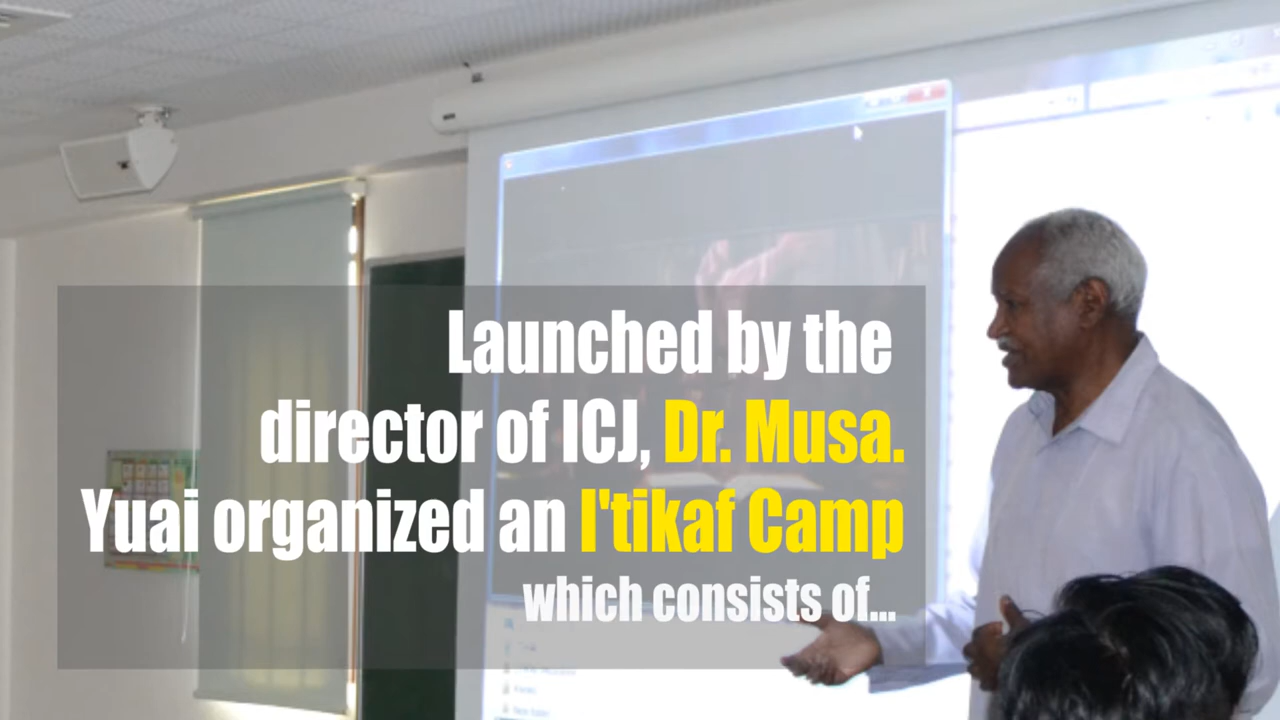 Launched by the
director of ICJ, Dr. Musa.
Yuai organized an I'tikaf Camp
which consists of...